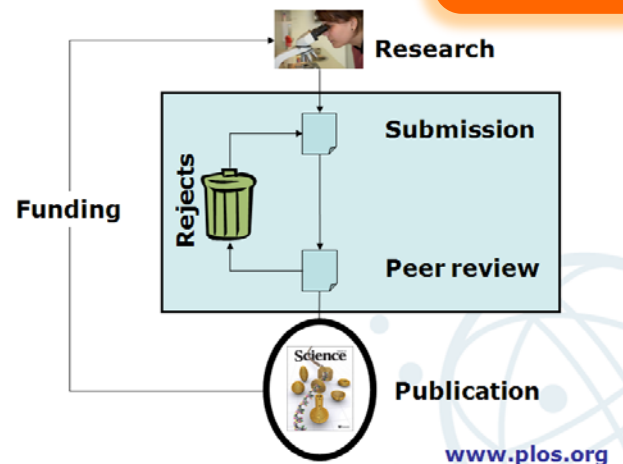 Research
Submission
Rejects
Funding
Peer review
Science
Publication
www.plos.org